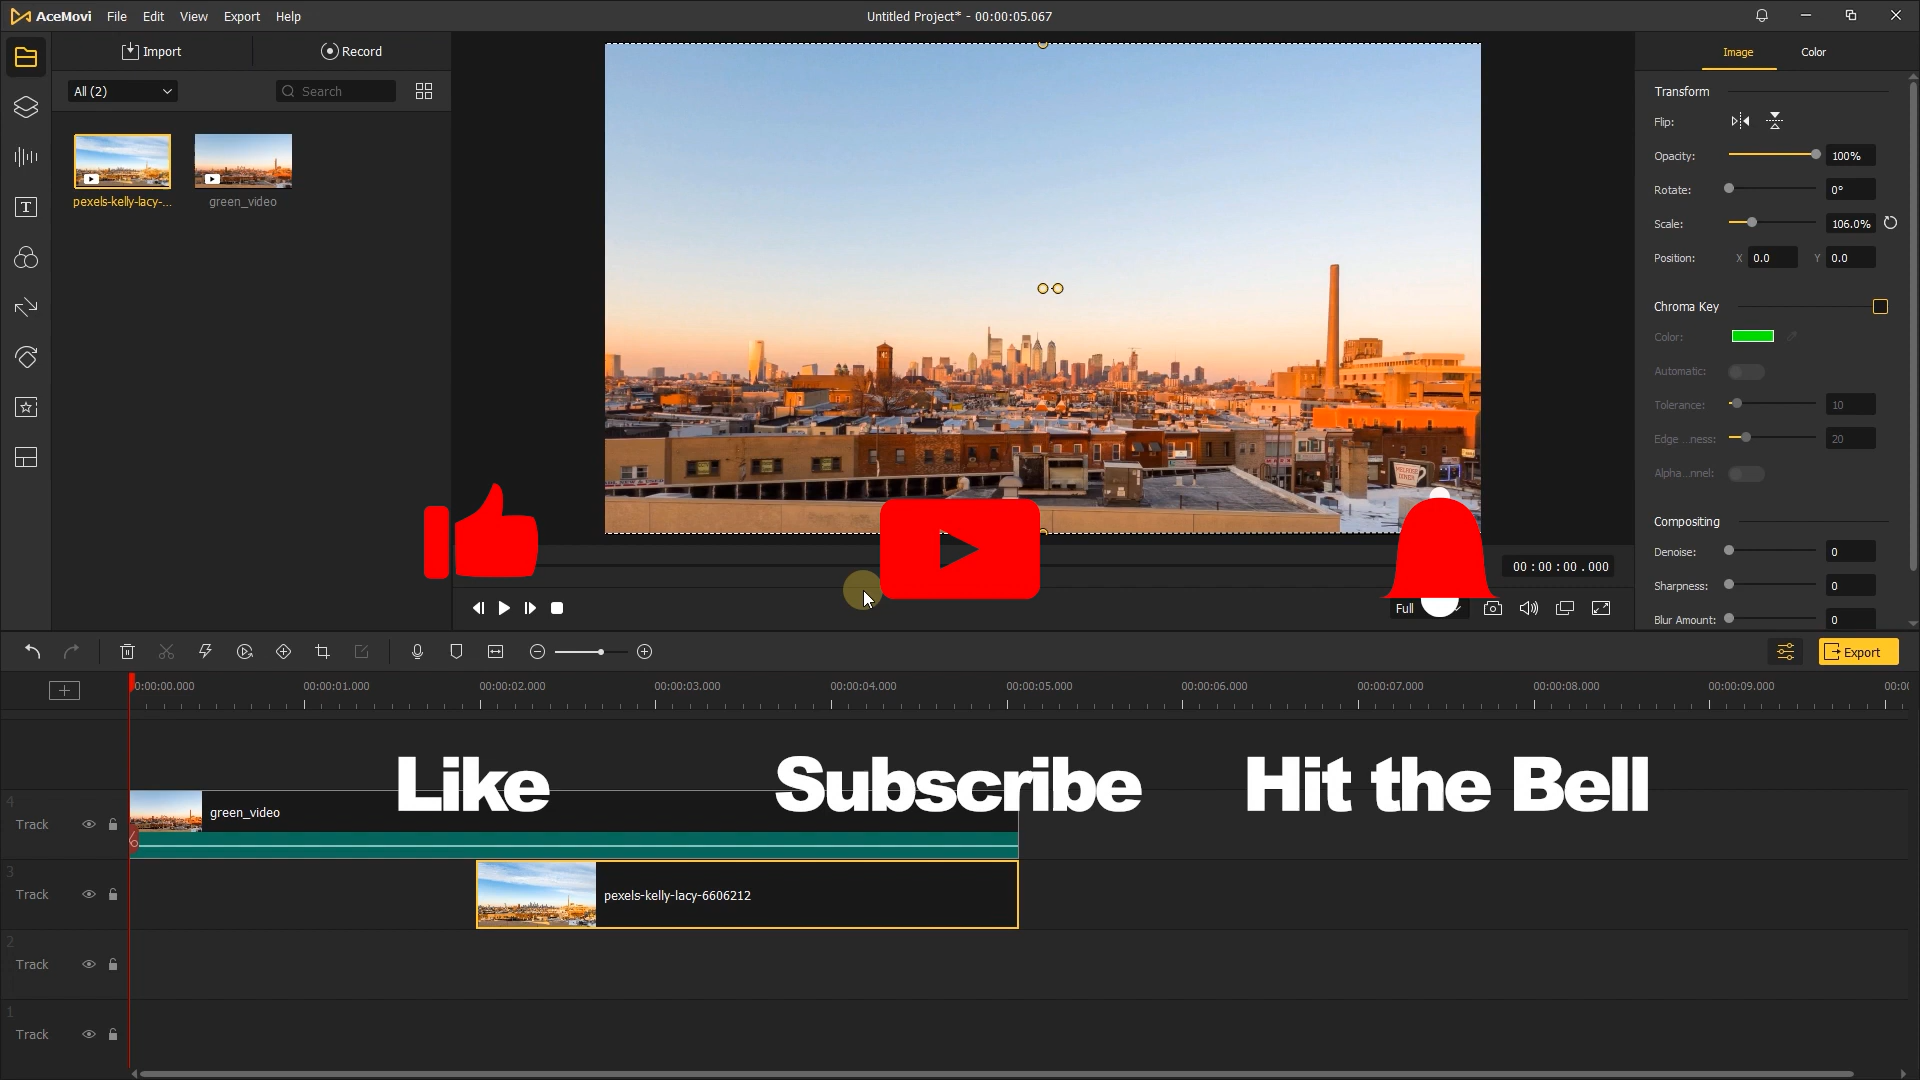 AceMovi File Edit View Export Help
Untitled Project* - 00:00:05.067
Import
Record
All (2)
Search
pexels-kelly-lacy-...
green_video
Image
Color
Transform
Flip:
Opacity: 100%
Rotate: 0°
Scale: 106.0%
Position: X 0.0 Y 0.0
Chroma Key
Color:
Automatic:
Tolerance: 10
Edge ...ness: 20
Alpha...nnel:
Compositing
Denoise: 0
Sharpness: 0
Blur Amount: 0
00 : 00 : 00 . 000
Full
Export
0:00:00.000 00:00:01.000 00:00:02.000 00:00:03.000 00:00:04.000 00:00:05.000 00:00:06.000 00:00:07.000 00:00:08.000 00:00:09.000 00:00
Like Subscribe Hit the Bell
4
Track
green_video
3
Track
pexels-kelly-lacy-6606212
2
Track
1
Track